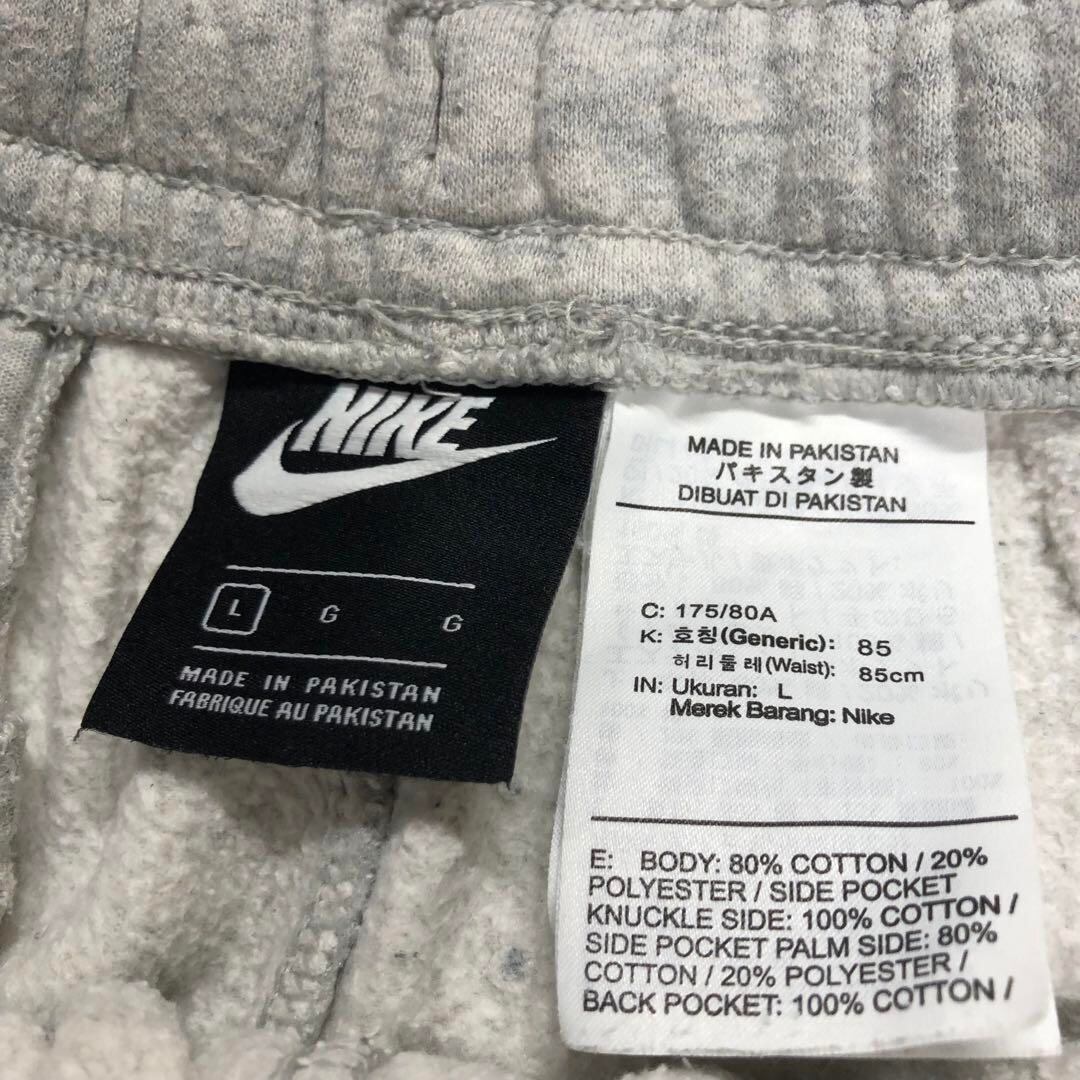 NIKE
L G G
MADE IN PAKISTAN
FABRIQUE AU PAKISTAN
MADE IN PAKISTAN
パキスタン製
DIBUAT DI PAKISTAN
C: 175/80A
K: 호칭(Generic): 85
허리둘레(Waist): 85cm
IN: Ukuran: L
Merek Barang: Nike
E: BODY: 80% COTTON / 20%
POLYESTER / SIDE POCKET
KNUCKLE SIDE: 100% COTTON /
SIDE POCKET PALM SIDE: 80%
COTTON / 20% POLYESTER /
BACK POCKET: 100% COTTON /